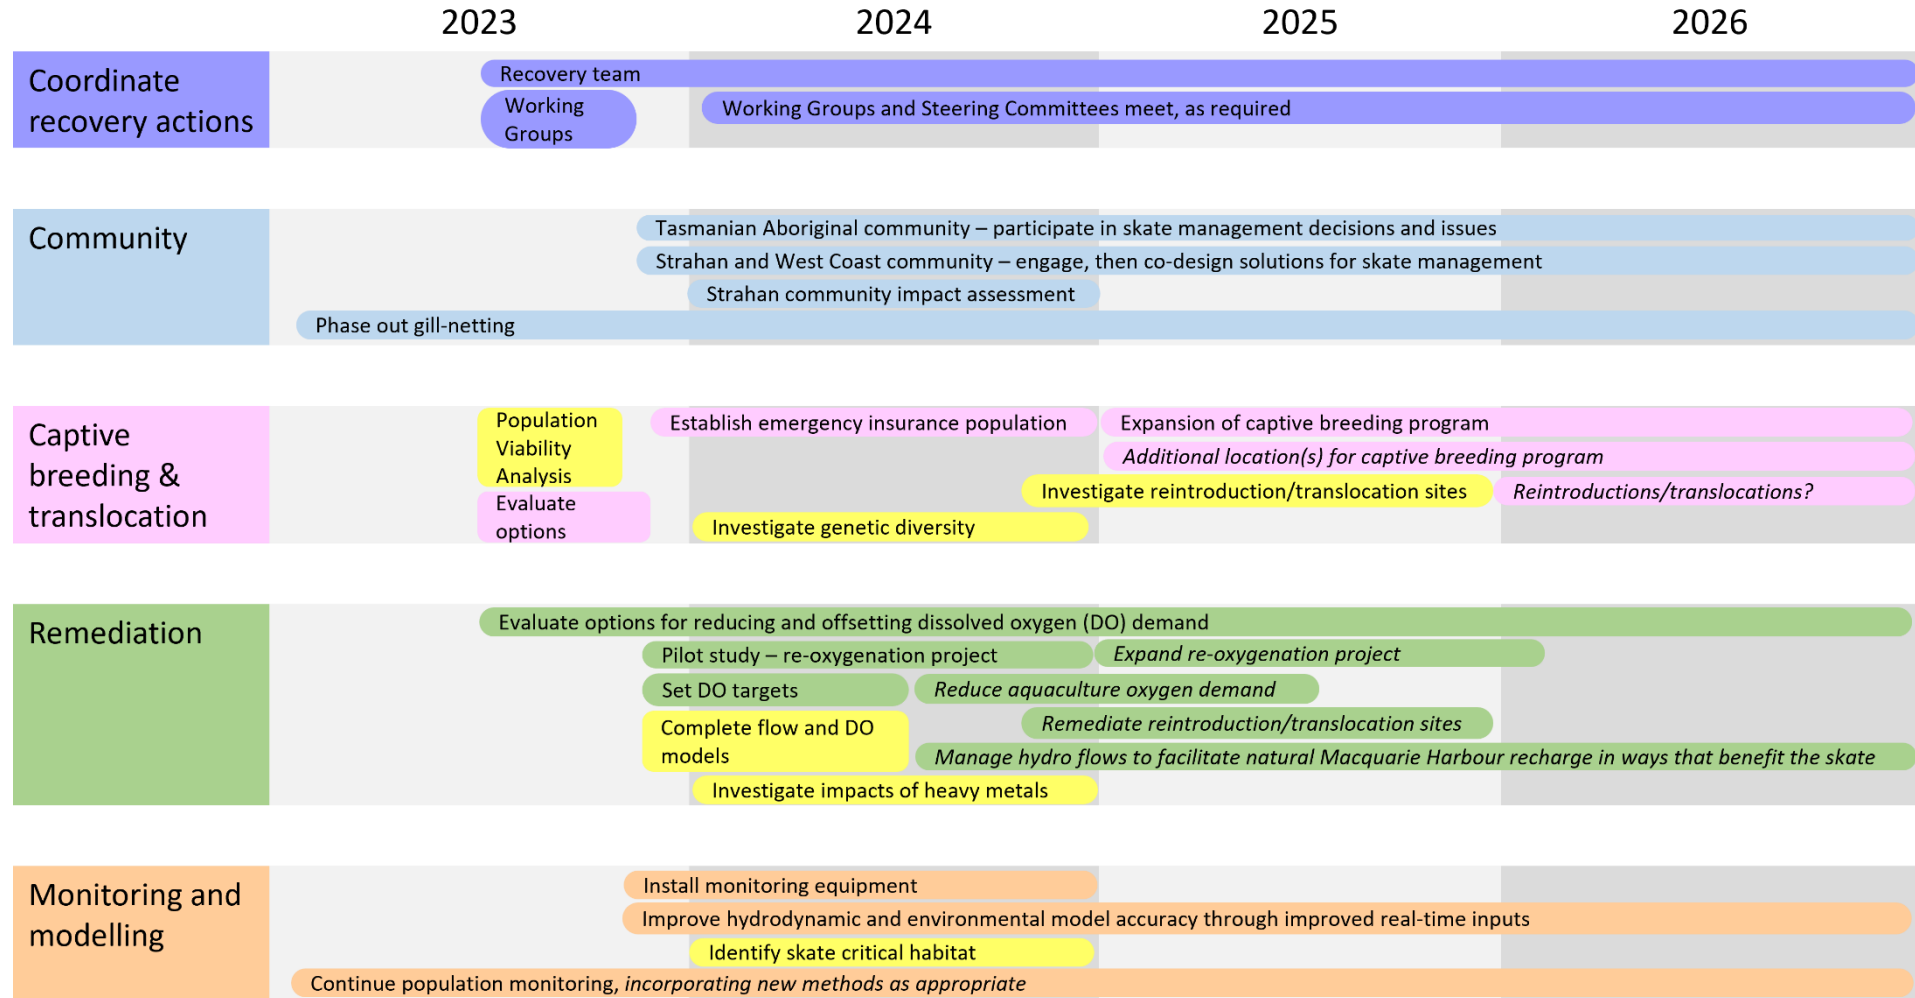 2023 2024 2025 2026
Coordinate
recovery actions
Recovery team
Working
Groups
Working Groups and Steering Committees meet, as required
Community
Tasmanian Aboriginal community – participate in skate management decisions and issues
Strahan and West Coast community – engage, then co-design solutions for skate management
Strahan community impact assessment
Phase out gill-netting
Captive
breeding &
translocation
Population
Viability
Analysis
Establish emergency insurance population
Expansion of captive breeding program
Additional location(s) for captive breeding program
Evaluate
options
Investigate reintroduction/translocation sites
Reintroductions/translocations?
Investigate genetic diversity
Remediation
Evaluate options for reducing and offsetting dissolved oxygen (DO) demand
Pilot study – re-oxygenation project
Expand re-oxygenation project
Set DO targets
Reduce aquaculture oxygen demand
Complete flow and DO
models
Remediate reintroduction/translocation sites
Manage hydro flows to facilitate natural Macquarie Harbour recharge in ways that benefit the skate
Investigate impacts of heavy metals
Monitoring and
modelling
Install monitoring equipment
Improve hydrodynamic and environmental model accuracy through improved real-time inputs
Identify skate critical habitat
Continue population monitoring, incorporating new methods as appropriate